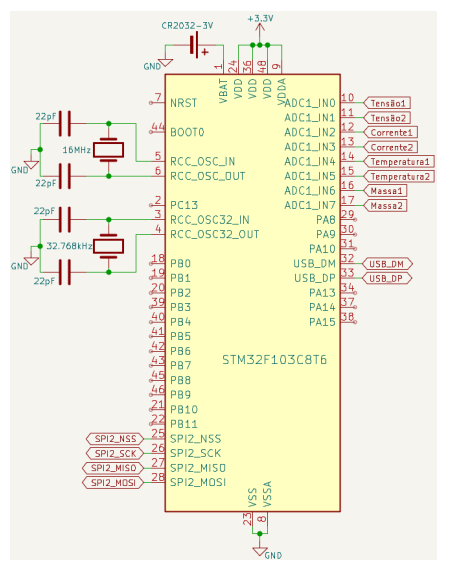 CR2032-3V
+3.3V
GND
1
24
36
48
9
VBAT
VDD
VDD
VDD
VDDA
7 NRST
44 BOOT0
22pF
16MHz
22pF
GND
5 RCC_OSC_IN
6 RCC_OSC_OUT
2 PC13
22pF
32.768kHz
22pF
GND
3 RCC_OSC32_IN
4 RCC_OSC32_OUT
18 PB0
19 PB1
20 PB2
39 PB3
40 PB4
41 PB5
42 PB6
43 PB7
45 PB8
46 PB9
21 PB10
22 PB11
SPI2_NSS 25 SPI2_NSS
SPI2_SCK 26 SPI2_SCK
SPI2_MISO 27 SPI2_MISO
SPI2_MOSI 28 SPI2_MOSI
ADC1_IN0 10 Tensão1
ADC1_IN1 11 Tensão2
ADC1_IN2 12 Corrente1
ADC1_IN3 13 Corrente2
ADC1_IN4 14 Temperatura1
ADC1_IN5 15 Temperatura2
ADC1_IN6 16 Massa1
ADC1_IN7 17 Massa2
PA8 29
PA9 30
PA10 31
USB_DM 32 USB_DM
USB_DP 33 USB_DP
PA13 34
PA14 37
PA15 38
STM32F103C8T6
VSS
VSSA
23
8
GND